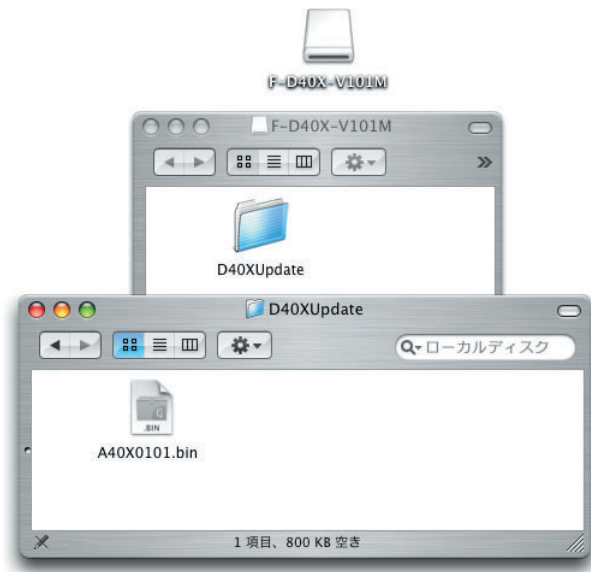 F-D40X-V101M
F-D40X-V101M
D40XUpdate
D40XUpdate
ローカルディスク
.BIN
A40X0101.bin
1 項目、800 KB 空き